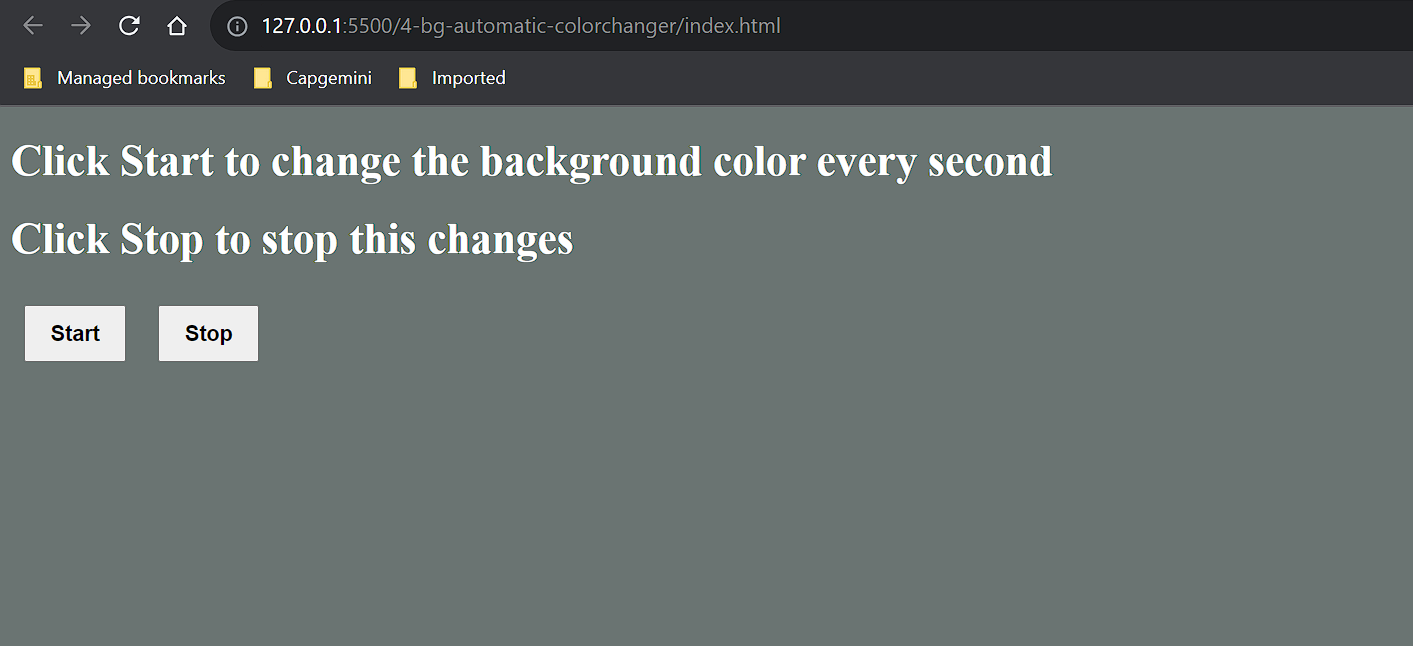 127.0.0.1:5500/4-bg-automatic-colorchanger/index.html
Managed bookmarks Capgemini Imported
Click Start to change the background color every second
Click Stop to stop this changes
Start Stop